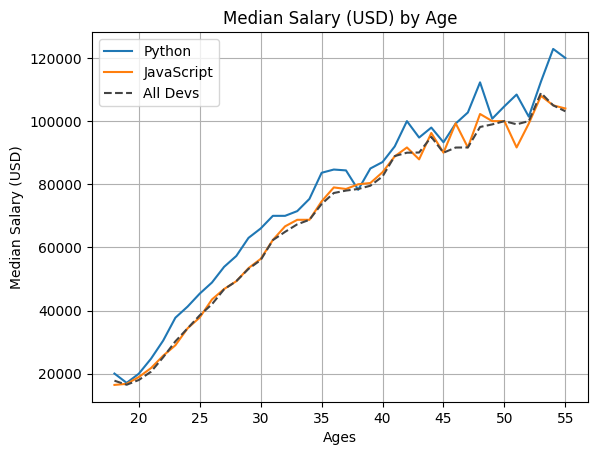 Median Salary (USD) by Age
Python
JavaScript
All Devs
Median Salary (USD)
120000
100000
80000
60000
40000
20000
20 25 30 35 40 45 50 55
Ages